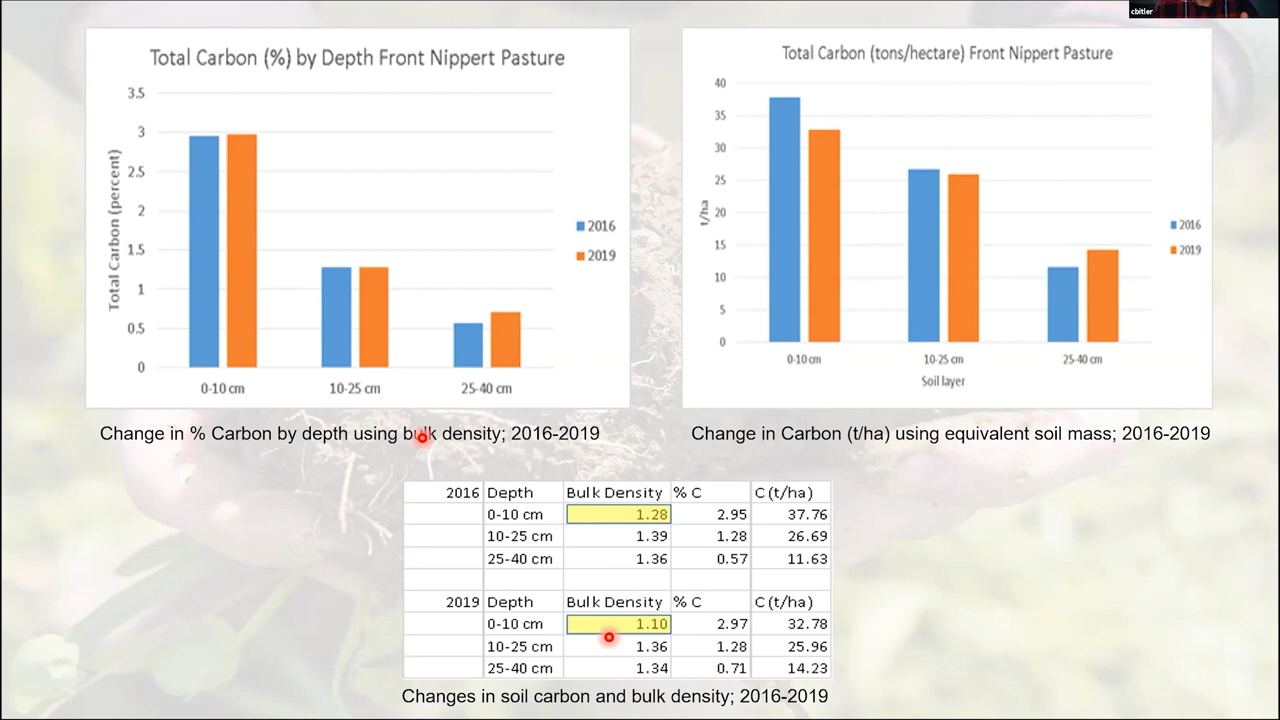 cbitler
Total Carbon (%) by Depth Front Nippert Pasture
3.5
3
2.5
2
1.5
1
0.5
0
Total Carbon (percent)
0-10 cm 10-25 cm 25-40 cm
2016
2019
Total Carbon (tons/hectare) Front Nippert Pasture
40
35
30
25
20
15
10
5
0
t/ha
0-10 cm 10-25 cm 25-40 cm
Soil layer
2016
2019
Change in % Carbon by depth using bulk density; 2016-2019
Change in Carbon (t/ha) using equivalent soil mass; 2016-2019
2016 Depth Bulk Density % C C (t/ha)
0-10 cm 1.28 2.95 37.76
10-25 cm 1.39 1.28 26.69
25-40 cm 1.36 0.57 11.63
2019 Depth Bulk Density % C C (t/ha)
0-10 cm 1.10 2.97 32.78
10-25 cm 1.36 1.28 25.96
25-40 cm 1.34 0.71 14.23
Changes in soil carbon and bulk density; 2016-2019